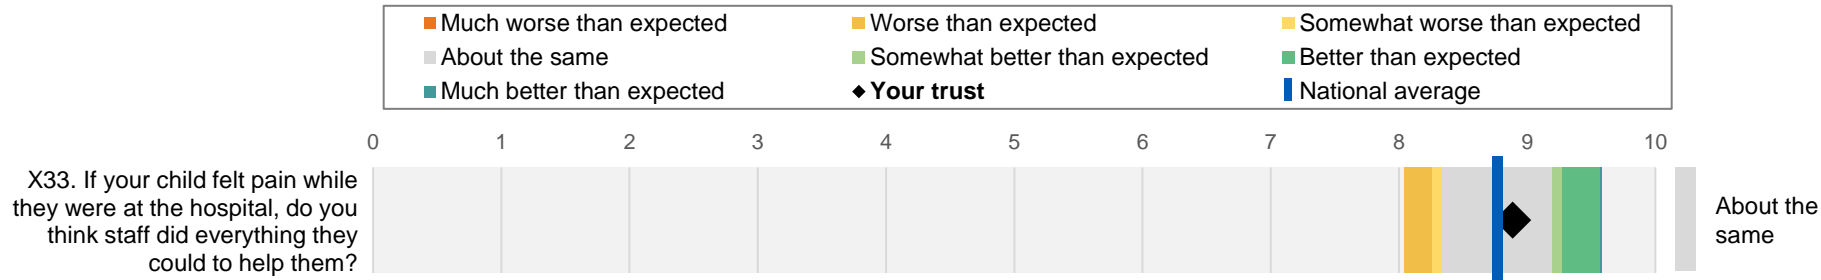 Much worse than expected
Worse than expected
Somewhat worse than expected
About the same
Somewhat better than expected
Better than expected
Much better than expected
Your trust
National average
0 1 2 3 4 5 6 7 8 9 10
X33. If your child felt pain while
they were at the hospital, do you
think staff did everything they
could to help them?
About the
same